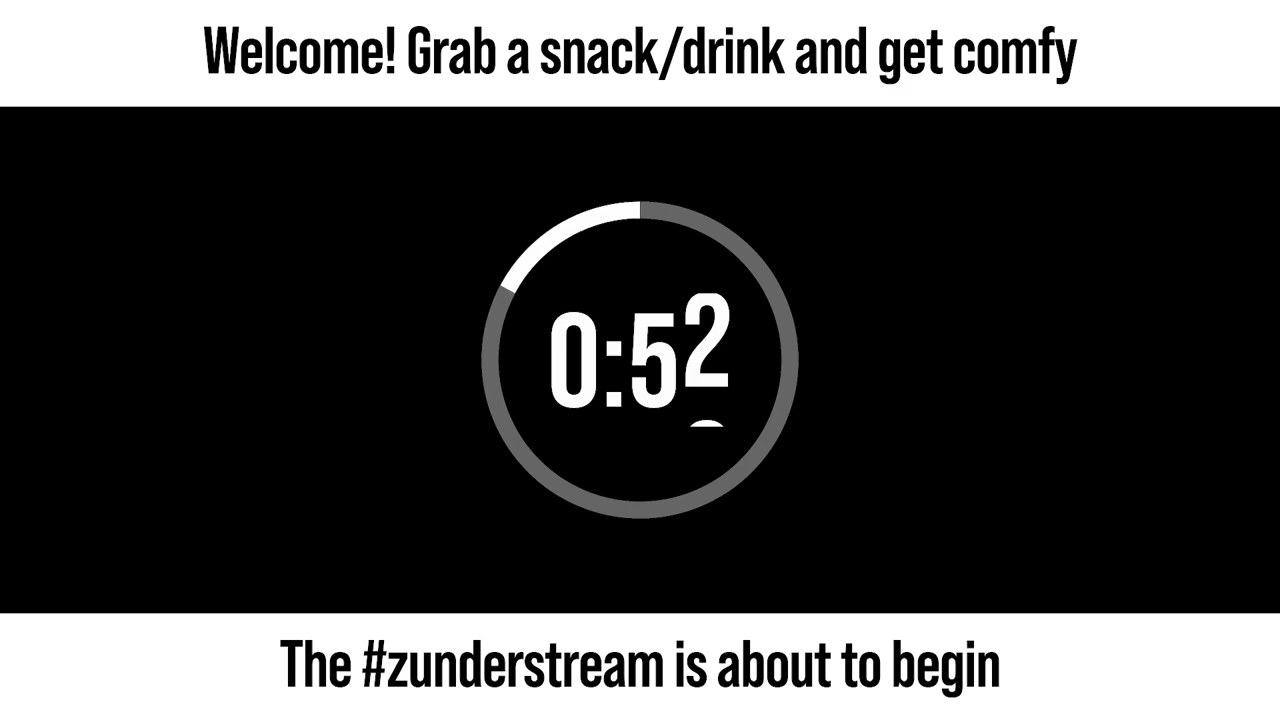 Welcome! Grab a snack/drink and get comfy
0:52
The #zunderstream is about to begin